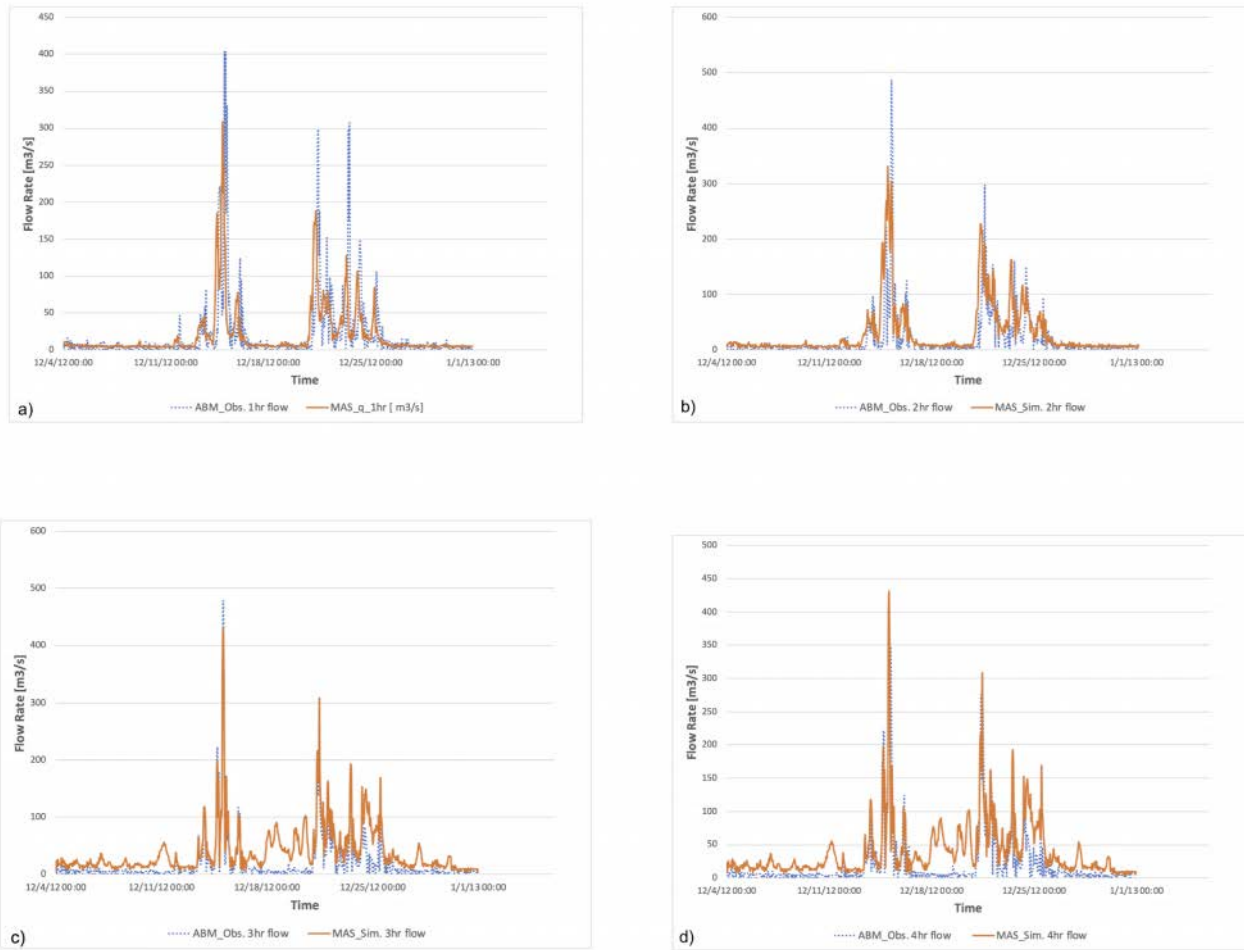 450
400
350
300
250
200
150
100
50
0
Flow Rate [m3/s]
12/4/12 00:00 12/11/12 00:00 12/18/12 00:00 12/25/12 00:00 1/1/13 00:00
Time
ABM_Obs. 1hr flow MAS_q_1hr [ m3/s]
a)
600
500
400
300
200
100
0
Flow Rate [m3/s]
12/4/12 00:00 12/11/12 00:00 12/18/12 00:00 12/25/12 00:00 1/1/13 00:00
Time
ABM_Obs. 2hr flow MAS_Sim. 2hr flow
b)
600
500
400
300
200
100
0
Flow Rate [m3/s]
12/4/12 00:00 12/11/12 00:00 12/18/12 00:00 12/25/12 00:00 1/1/13 00:00
Time
ABM_Obs. 3hr flow MAS_Sim. 3hr flow
c)
500
450
400
350
300
250
200
150
100
50
0
Flow Rate [m3/s]
12/4/12 00:00 12/11/12 00:00 12/18/12 00:00 12/25/12 00:00 1/1/13 00:00
Time
ABM_Obs. 4hr flow MAS_Sim. 4hr flow
d)